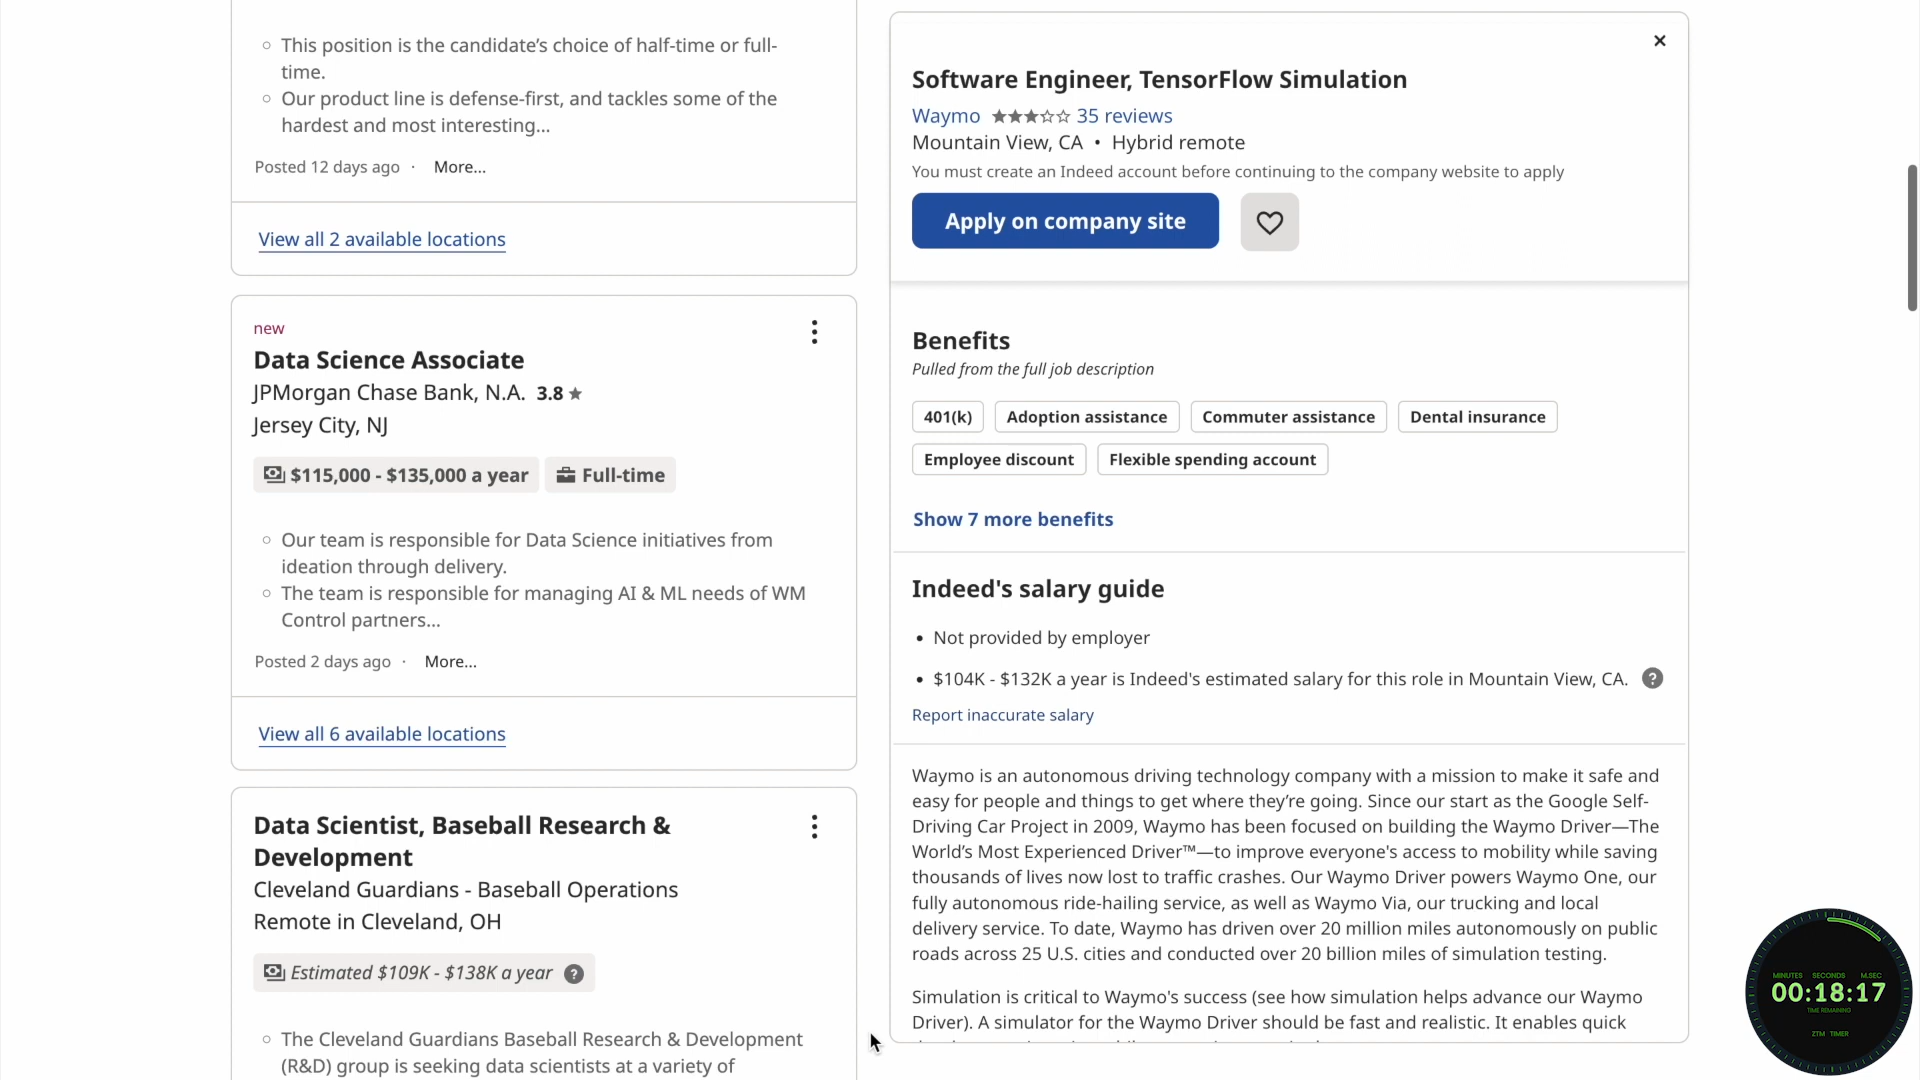 This position is the candidate's choice of half-time or full-
time.
Our product line is defense-first, and tackles some of the
hardest and most interesting...
Posted 12 days ago · More...
View all 2 available locations
new
Data Science Associate
JPMorgan Chase Bank, N.A. 3.8 ★
Jersey City, NJ
$115,000 - $135,000 a year Full-time
Our team is responsible for Data Science initiatives from
ideation through delivery.
The team is responsible for managing AI & ML needs of WM
Control partners...
Posted 2 days ago · More...
View all 6 available locations
Data Scientist, Baseball Research &
Development
Cleveland Guardians - Baseball Operations
Remote in Cleveland, OH
Estimated $109K - $138K a year ?
The Cleveland Guardians Baseball Research & Development
(R&D) group is seeking data scientists at a variety of
Software Engineer, TensorFlow Simulation
Waymo ★★★☆☆ 35 reviews
Mountain View, CA • Hybrid remote
You must create an Indeed account before continuing to the company website to apply
Apply on company site
Benefits
Pulled from the full job description
401(k) Adoption assistance Commuter assistance Dental insurance
Employee discount Flexible spending account
Show 7 more benefits
Indeed's salary guide
• Not provided by employer
• $104K - $132K a year is Indeed's estimated salary for this role in Mountain View, CA. ?
Report inaccurate salary
Waymo is an autonomous driving technology company with a mission to make it safe and
easy for people and things to get where they're going. Since our start as the Google Self-
Driving Car Project in 2009, Waymo has been focused on building the Waymo Driver—The
World's Most Experienced Driver™—to improve everyone's access to mobility while saving
thousands of lives now lost to traffic crashes. Our Waymo Driver powers Waymo One, our
fully autonomous ride-hailing service, as well as Waymo Via, our trucking and local
delivery service. To date, Waymo has driven over 20 million miles autonomously on public
roads across 25 U.S. cities and conducted over 20 billion miles of simulation testing.
Simulation is critical to Waymo's success (see how simulation helps advance our Waymo
Driver). A simulator for the Waymo Driver should be fast and realistic. It enables quick
MINUTES SECONDS M.SEC
00:18:17
TIME REMAINING
ZTM TIMER